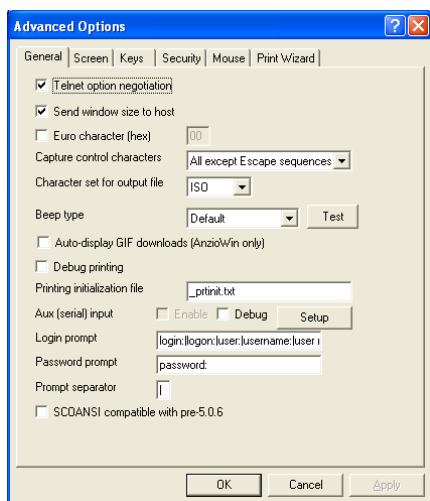 Advanced Options
General Screen Keys Security Mouse Print Wizard
Telnet option negotiation
Send window size to host
Euro character (hex) 00
Capture control characters All except Escape sequences
Character set for output file ISO
Beep type Default Test
Auto-display GIF downloads (AnzioWin only)
Debug printing
Printing initialization file _prtinit.txt
Aux (serial) input Enable Debug Setup
Login prompt login:|logon:|user:|username:|user
Password prompt password:
Prompt separator |
SCOANSI compatible with pre-5.0.6
OK Cancel Apply